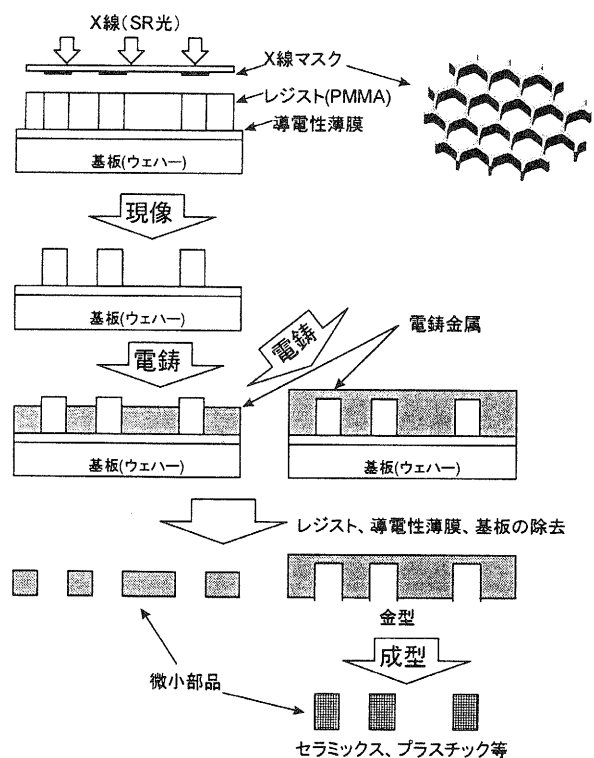 X線(SR光)
X線マスク
レジスト(PMMA)
導電性薄膜
基板(ウェハー)
現像
基板(ウェハー)
電鋳
電鋳
電鋳金属
基板(ウェハー)
基板(ウェハー)
レジスト、導電性薄膜、基板の除去
金型
成型
微小部品
セラミックス、プラスチック等